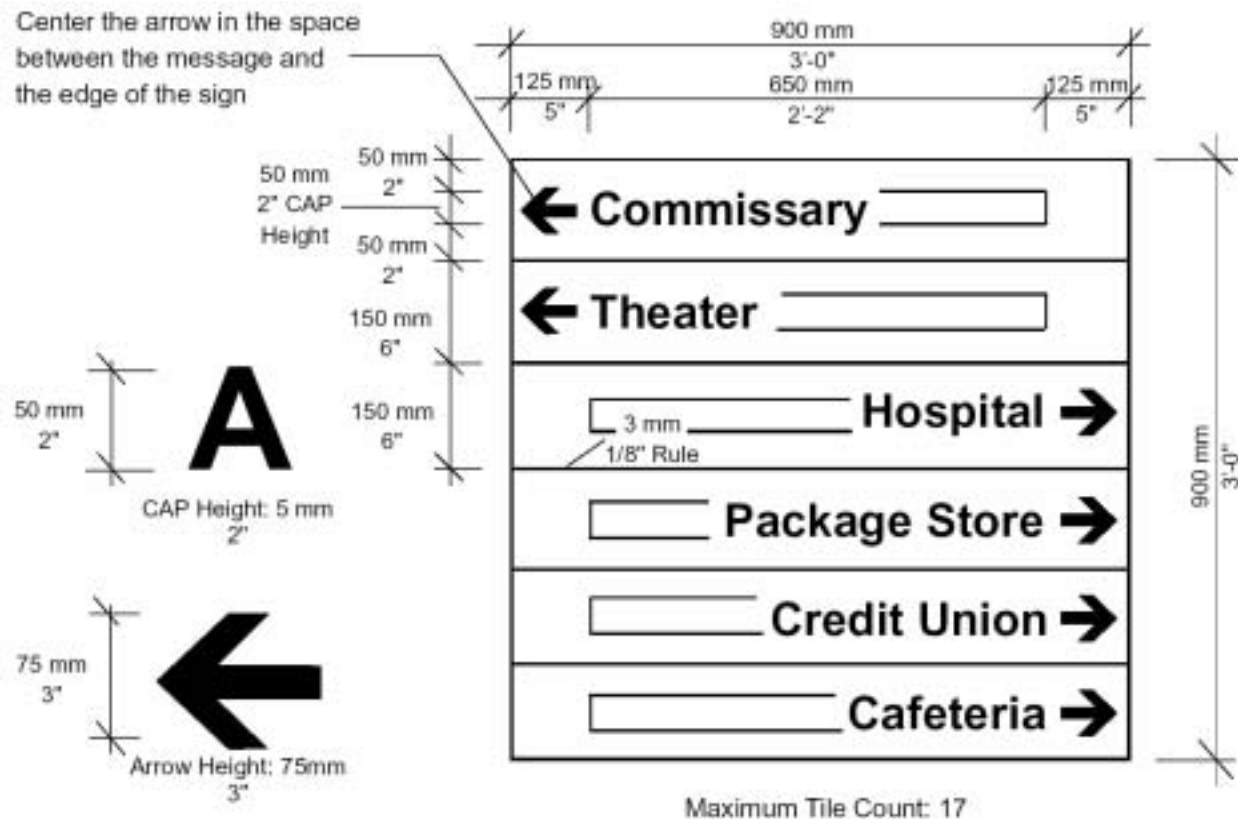 Center the arrow in the space
between the message and
the edge of the sign
900 mm
3'-0"
125 mm
5"
650 mm
2'-2"
125 mm
5"
50 mm
2"
50 mm
2" CAP
Height
50 mm
2"
150 mm
6"
150 mm
6"
Commissary
Theater
Hospital
3 mm
1/8" Rule
Package Store
Credit Union
Cafeteria
900 mm
3'-0"
50 mm
2"
A
CAP Height: 5 mm
2"
75 mm
3"
Arrow Height: 75mm
3"
Maximum Tile Count: 17